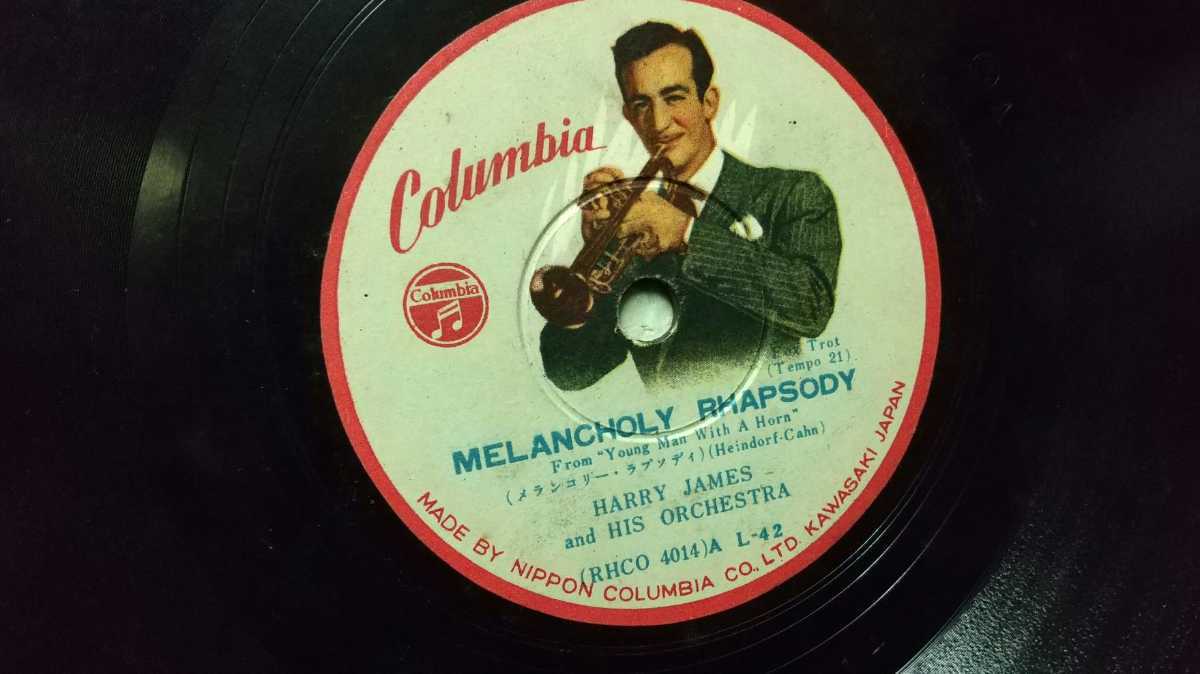 Columbia
Columbia
Trot
(Tempo 21).
MELANCHOLY RHAPSODY
From "Young Man With A Horn"
(メランコリー・ラプソディ)(Heindorf-Cahn)
HARRY JAMES
and HIS ORCHESTRA
(RHCO 4014)A L-42
MADE BY NIPPON COLUMBIA CO., LTD. KAWASAKI JAPAN